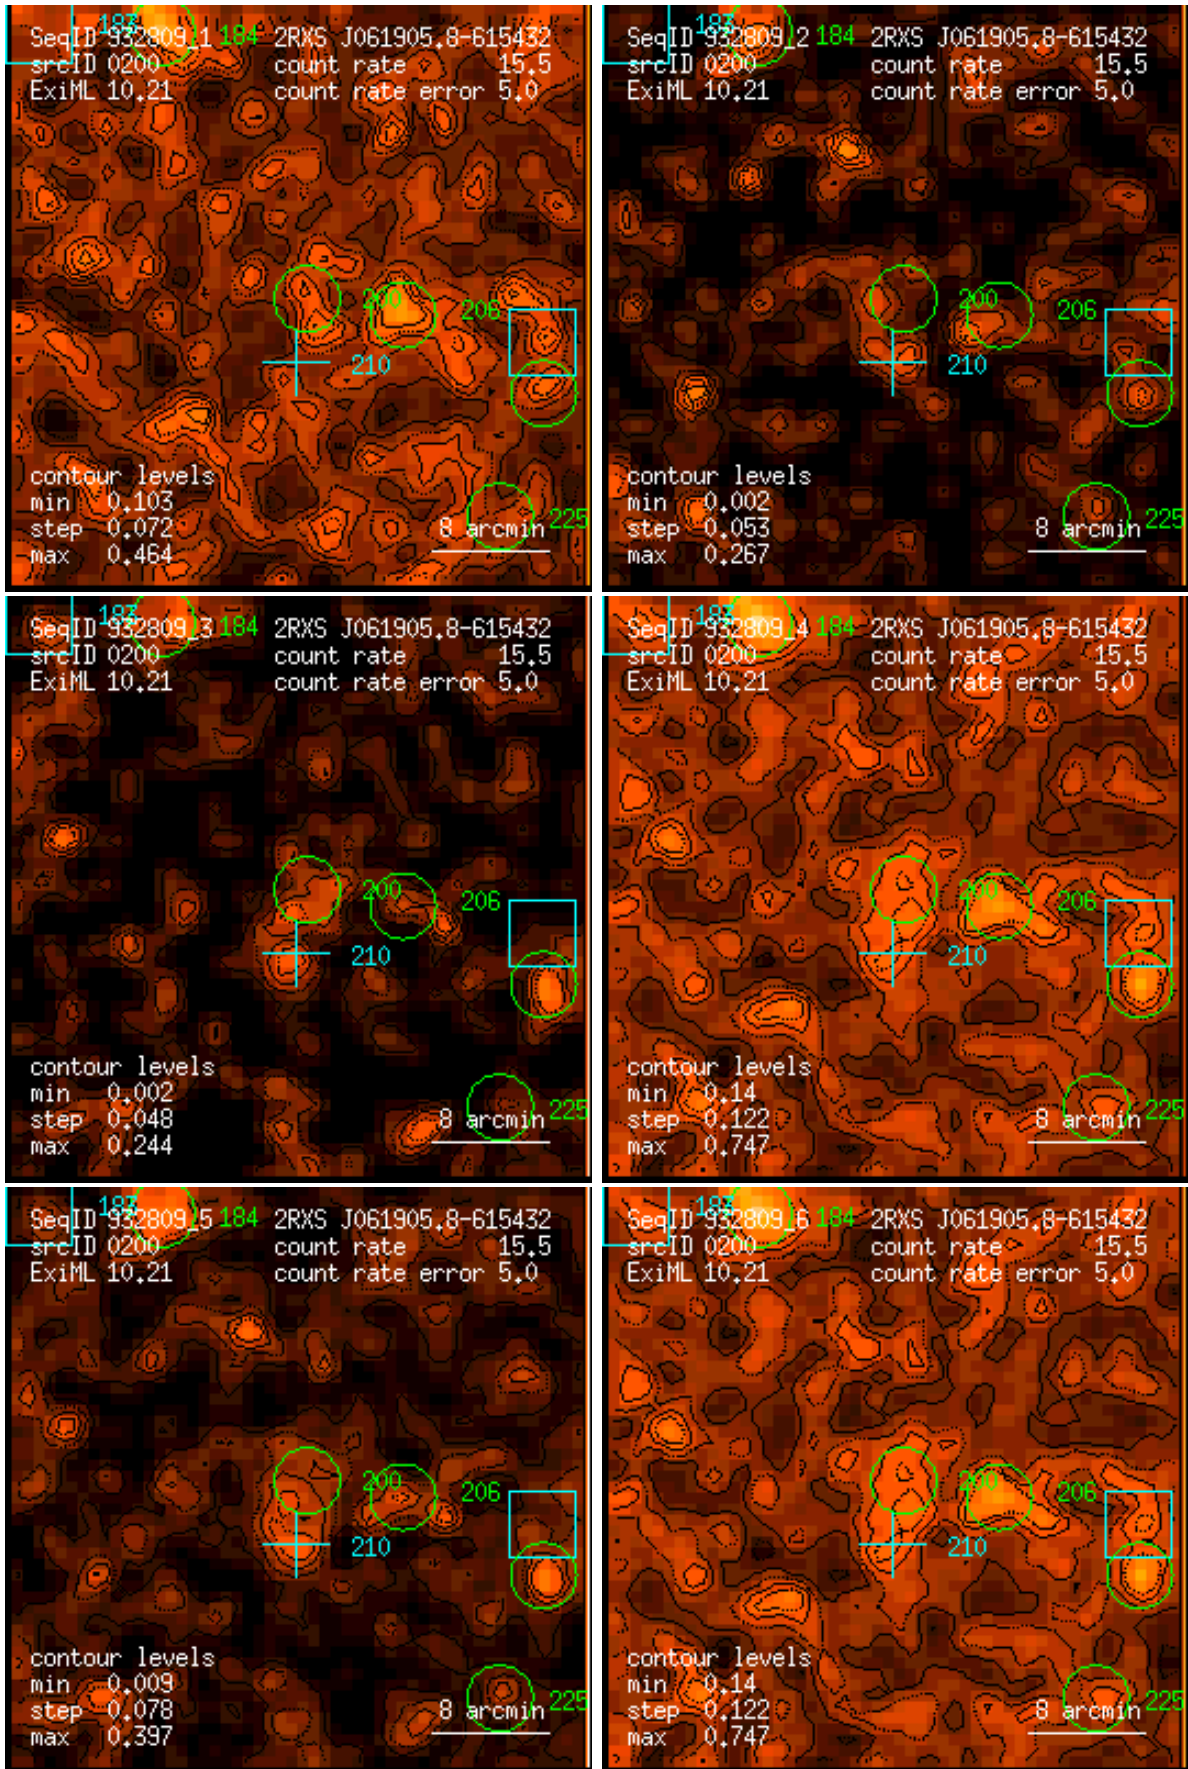 187
SeqID 932809_1 184 2RXS J061905.8-615432
srcID 0200 count rate 15.5
ExiML 10.21 count rate error 5.0
200
206
210
contour levels
min 0.103
step 0.072
max 0.464
8 arcmin
225
187
SeqID 932809_2 184 2RXS J061905.8-615432
srcID 0200 count rate 15.5
ExiML 10.21 count rate error 5.0
200
206
210
contour levels
min 0.002
step 0.053
max 0.267
8 arcmin
225
187
SeqID 932809_3 184 2RXS J061905.8-615432
srcID 0200 count rate 15.5
ExiML 10.21 count rate error 5.0
200
206
210
contour levels
min 0.002
step 0.048
max 0.244
8 arcmin
225
187
SeqID 932809_4 184 2RXS J061905.8-615432
srcID 0200 count rate 15.5
ExiML 10.21 count rate error 5.0
200
206
210
contour levels
min 0.14
step 0.122
max 0.747
8 arcmin
225
187
SeqID 932809_5 184 2RXS J061905.8-615432
srcID 0200 count rate 15.5
ExiML 10.21 count rate error 5.0
200
206
210
contour levels
min 0.009
step 0.078
max 0.397
8 arcmin
225
187
SeqID 932809_6 184 2RXS J061905.8-615432
srcID 0200 count rate 15.5
ExiML 10.21 count rate error 5.0
200
206
210
contour levels
min 0.14
step 0.122
max 0.747
8 arcmin
225